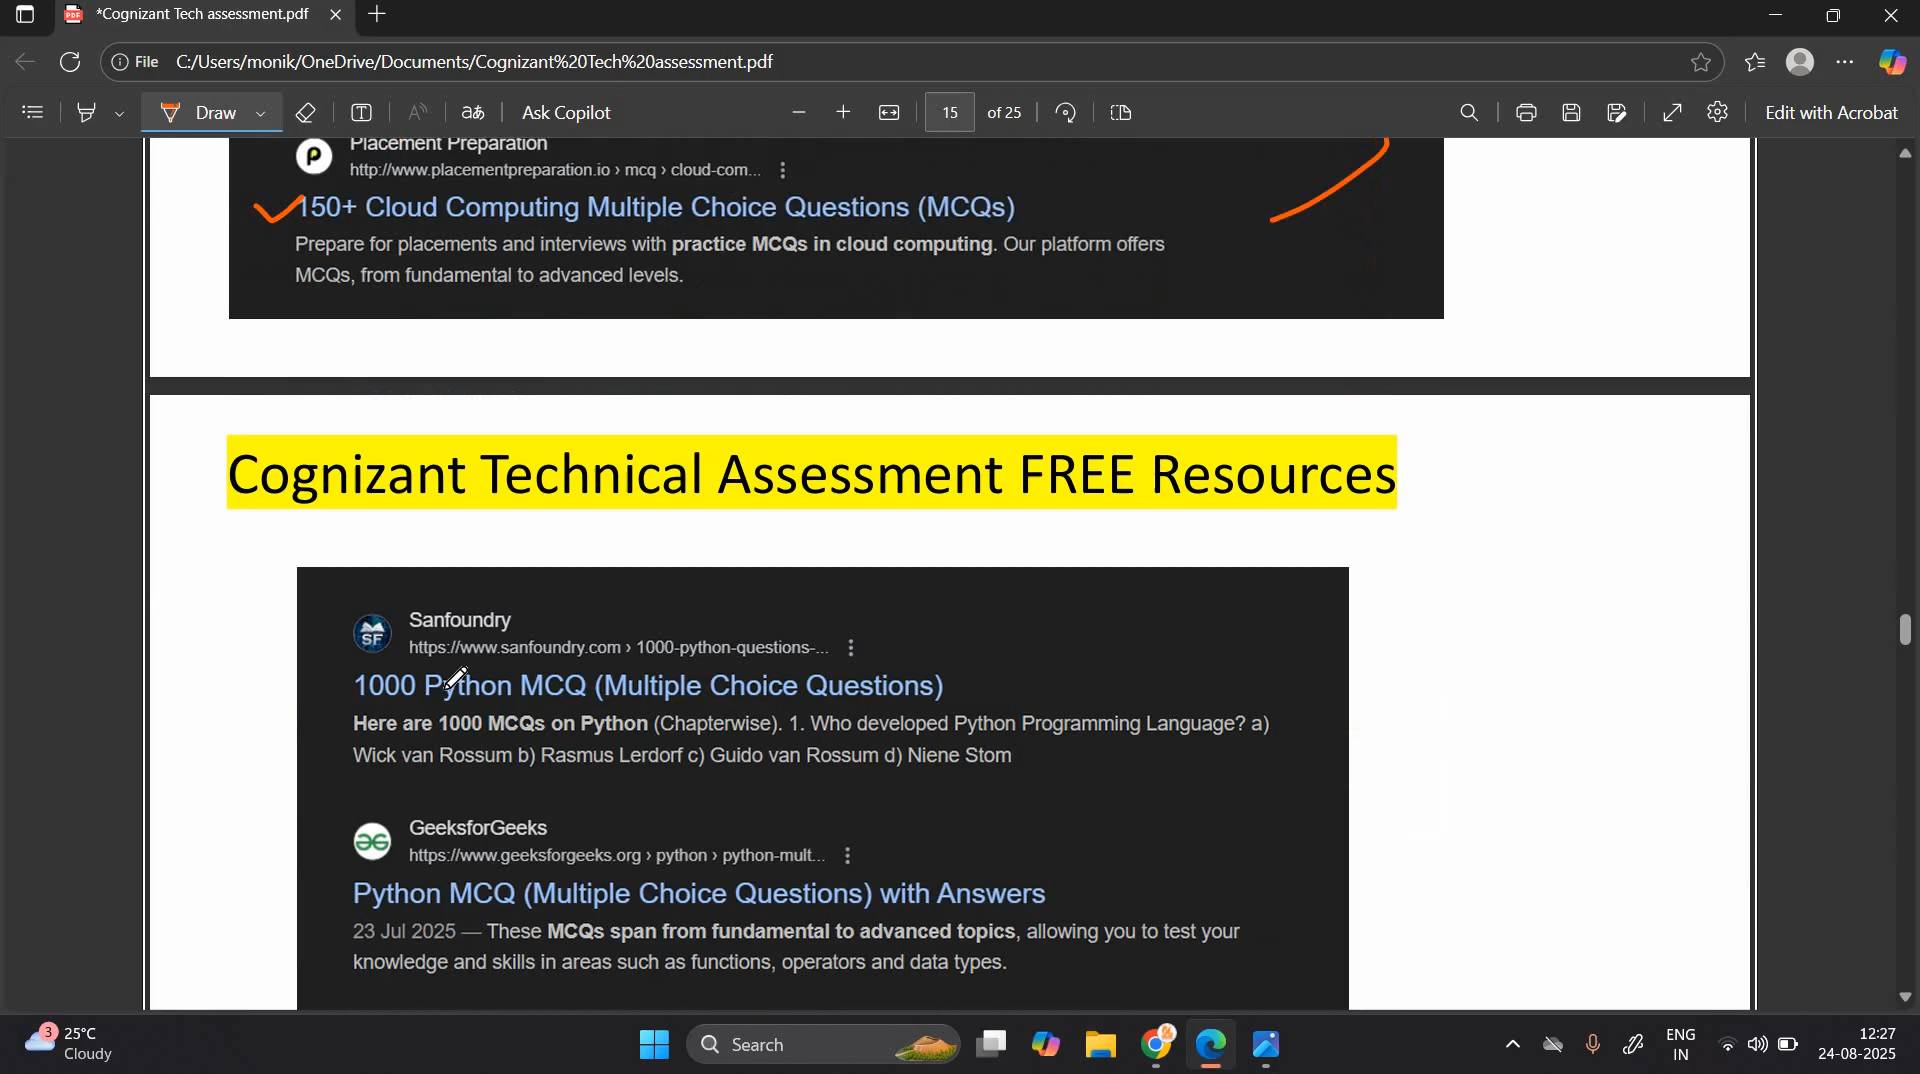 *Cognizant Tech assessment.pdf
File C:/Users/monik/OneDrive/Documents/Cognizant%20Tech%20assessment.pdf
Draw aあ Ask Copilot 15 of 25 Edit with Acrobat
Placement Preparation
http://www.placementpreparation.io › mcq › cloud-com...
150+ Cloud Computing Multiple Choice Questions (MCQs)
Prepare for placements and interviews with practice MCQs in cloud computing. Our platform offers
MCQs, from fundamental to advanced levels.
Cognizant Technical Assessment FREE Resources
SF
Sanfoundry
https://www.sanfoundry.com › 1000-python-questions-...
1000 Python MCQ (Multiple Choice Questions)
Here are 1000 MCQs on Python (Chapterwise). 1. Who developed Python Programming Language? a)
Wick van Rossum b) Rasmus Lerdorf c) Guido van Rossum d) Niene Stom
GeeksforGeeks
https://www.geeksforgeeks.org › python › python-mult...
Python MCQ (Multiple Choice Questions) with Answers
23 Jul 2025 — These MCQs span from fundamental to advanced topics, allowing you to test your
knowledge and skills in areas such as functions, operators and data types.
3 25°C
Cloudy
Search
ENG
IN
12:27
24-08-2025